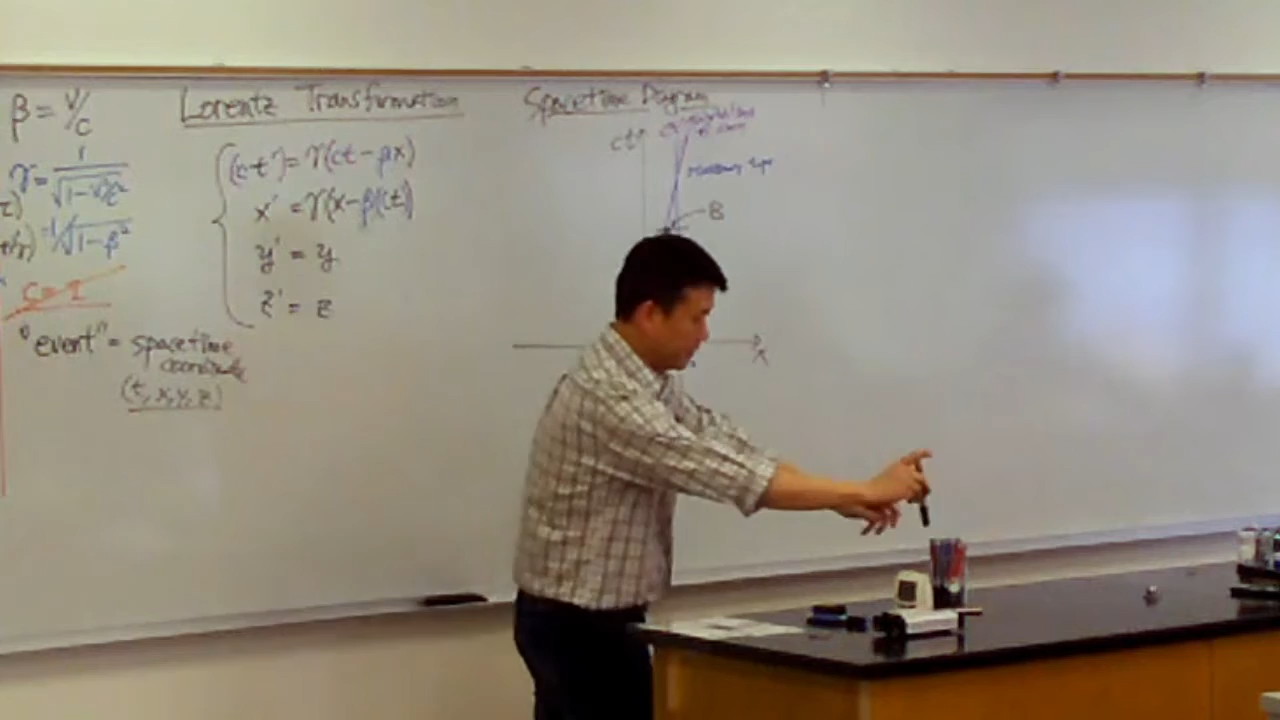 β = V/c
γ = 1/√(1-v²/c²)
= 1/√(1-β²)
c = 1
"event" = spacetime
coordinate
(t, x, y, z)
Lorentz Transformation
(ct') = γ(ct - βx)
x' = γ(x - β(ct))
y' = y
z' = z
Spacetime Diagram
ct
B
x